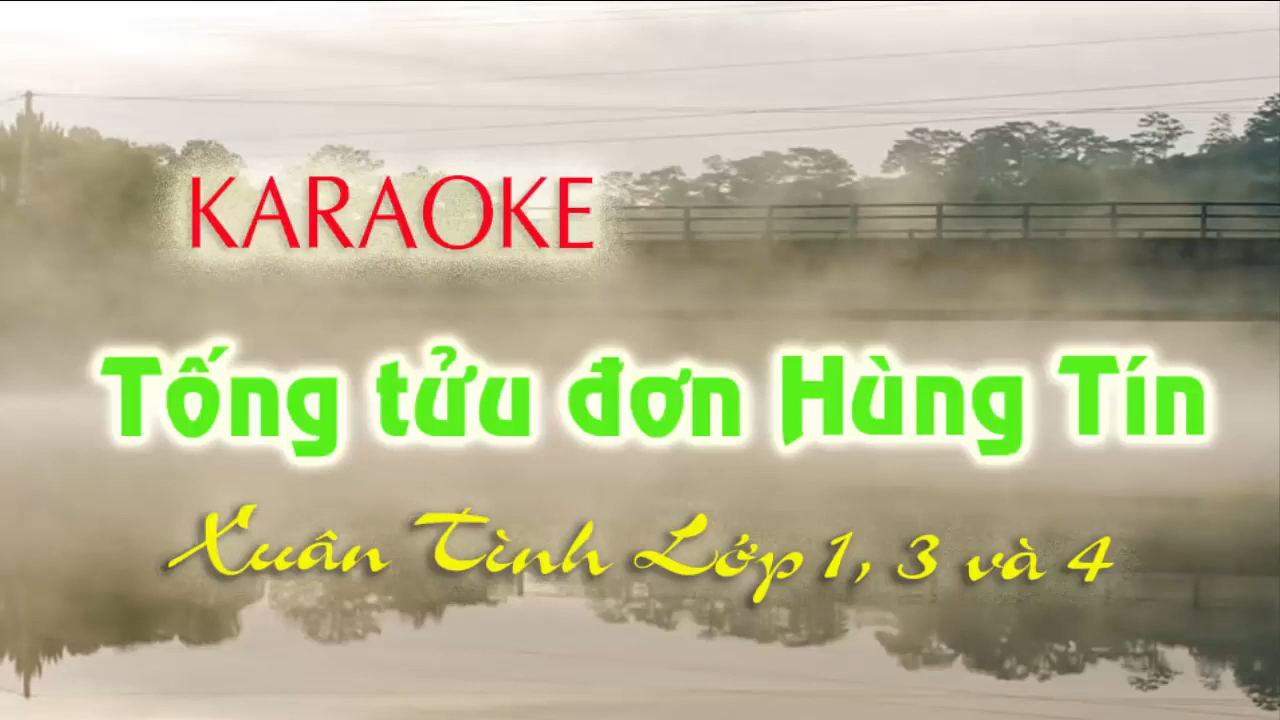 KARAOKE
Tống tửu đơn Hùng Tín
Xuân Tình Lớp 1, 3 và 4